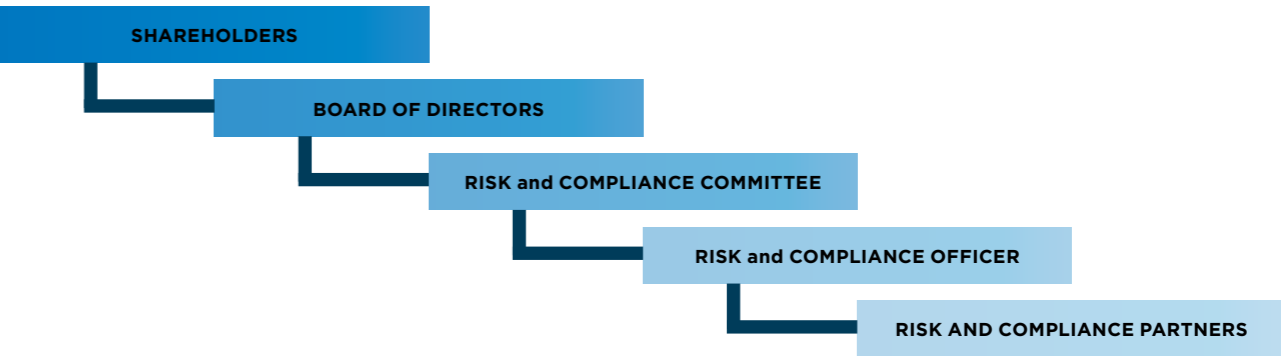 SHAREHOLDERS
BOARD OF DIRECTORS
RISK and COMPLIANCE COMMITTEE
RISK and COMPLIANCE OFFICER
RISK AND COMPLIANCE PARTNERS